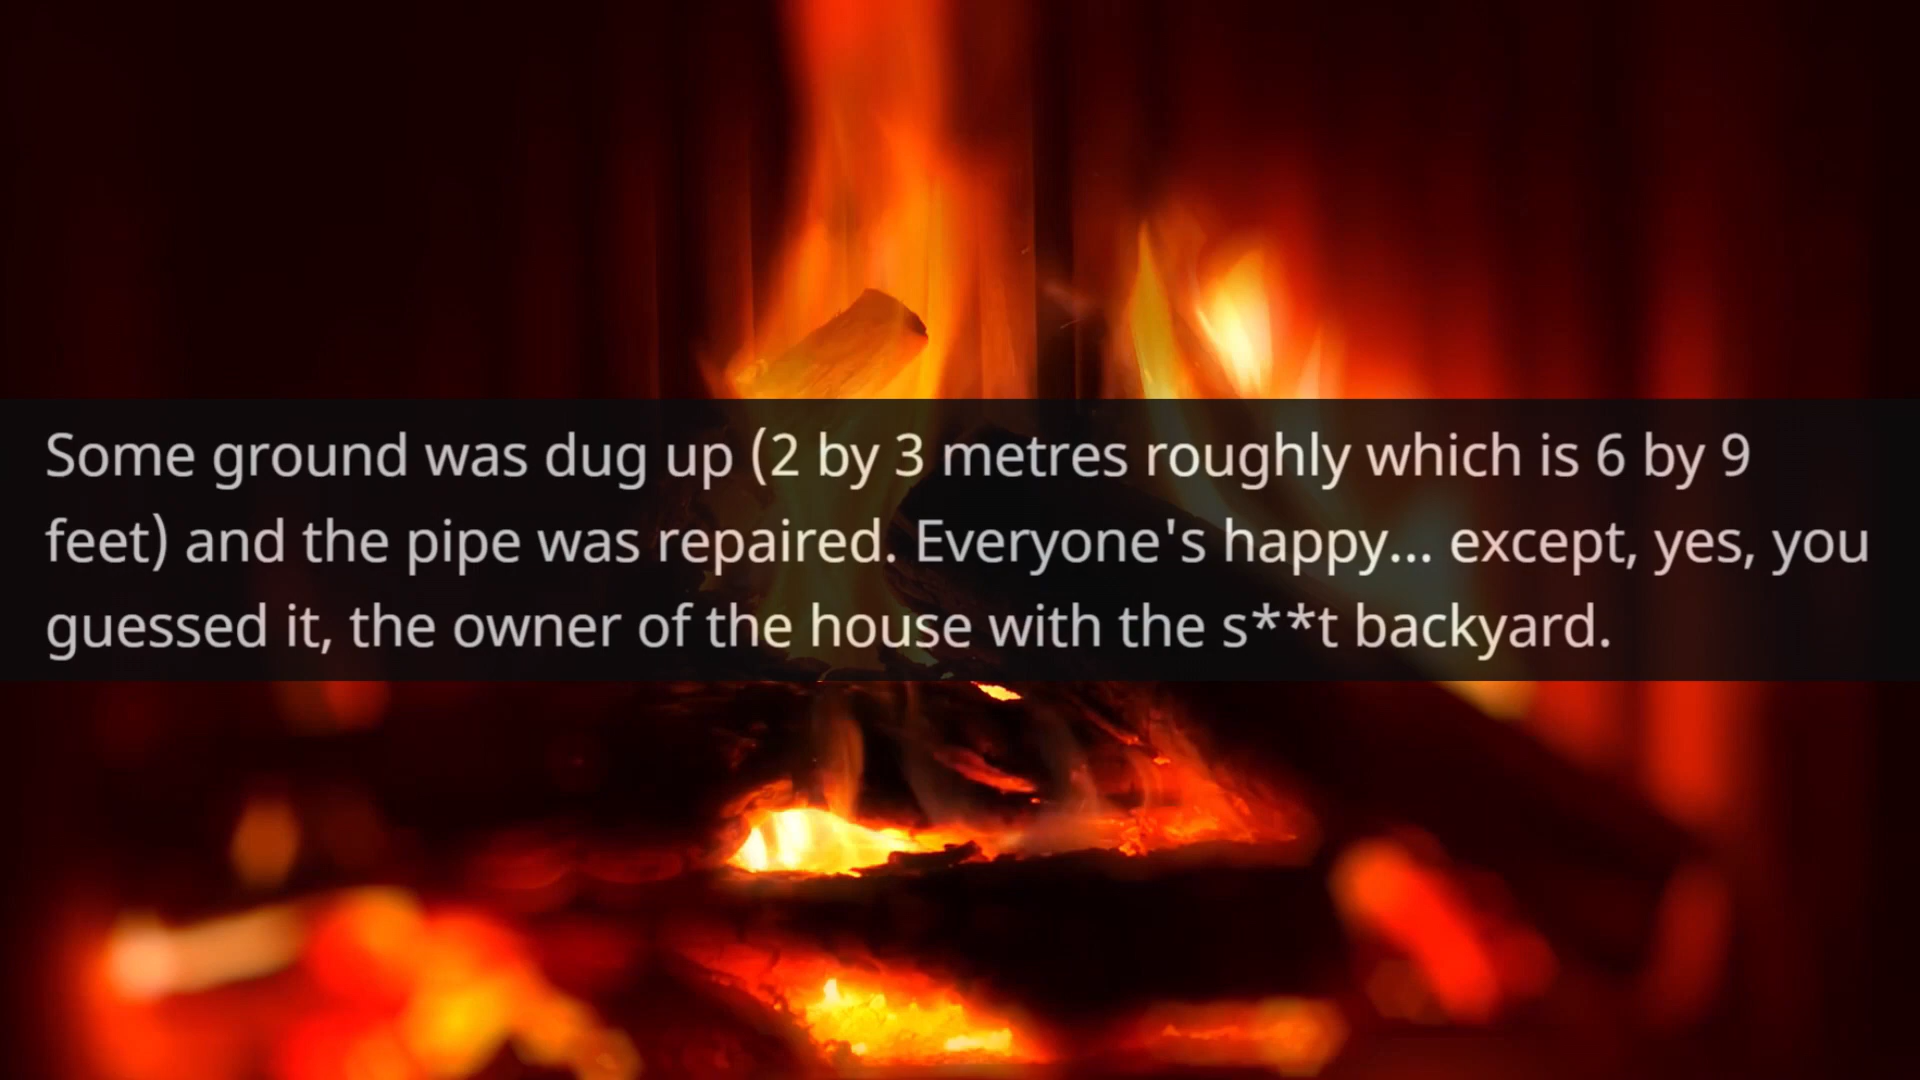 Some ground was dug up (2 by 3 metres roughly which is 6 by 9
feet) and the pipe was repaired. Everyone's happy... except, yes, you
guessed it, the owner of the house with the s**t backyard.